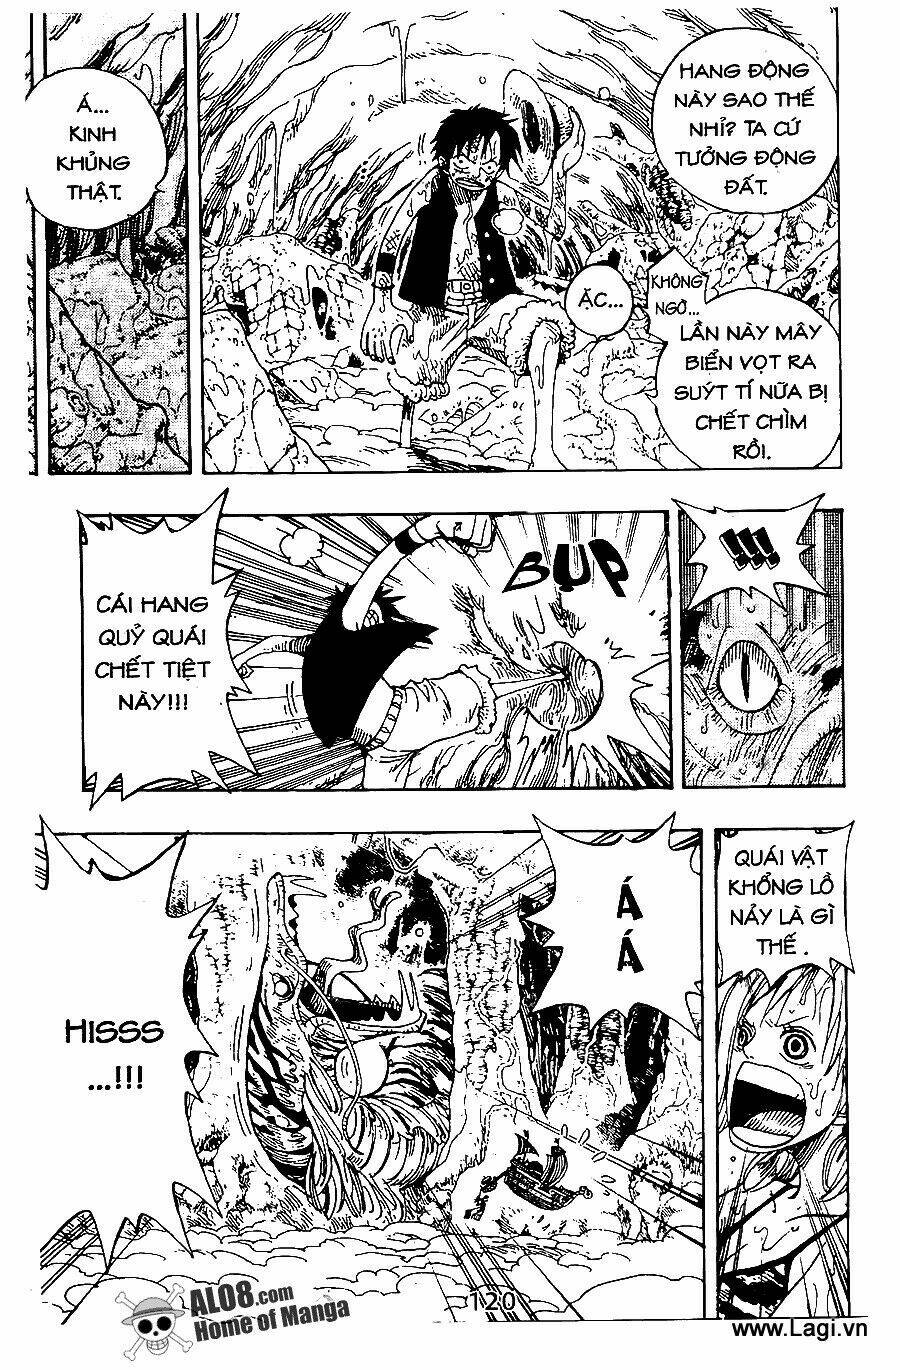 HANG ĐỘNG
NÀY SAO THẾ
NHỈ? TA CỨ
TƯỞNG ĐỘNG
ĐẤT.
KHÔNG
NGỜ...
LẦN NÀY MÂY
BIỂN VỌT RA
SUÝT TÍ NỮA BỊ
CHẾT CHÌM
RỒI.
ẶC...
Á...
KINH
KHỦNG
THẬT.
!!!
BỤP
CÁI HANG
QUỶ QUÁI
CHẾT TIỆT
NÀY!!!
QUÁI VẬT
KHỔNG LỒ
NẢY LÀ GÌ
THẾ .
Á
Á
HISSS
...!!!
ALO8.com
Home of Manga
120
www.Lagi.vn